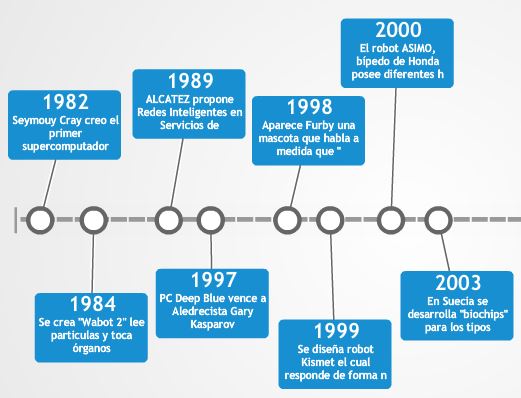 1982
Seymouy Cray creo el
primer
supercomputador
1984
Se crea "Wabot 2" lee
particulas y toca
órganos
1989
ALCATEZ propone
Redes Inteligentes en
Servicios de
1997
PC Deep Blue vence a
Aledrecista Gary
Kasparov
1998
Aparece Furby una
mascota que habla a
medida que "
1999
Se diseña robot
Kismet el cual
responde de forma n
2000
El robot ASIMO,
bípedo de Honda
posee diferentes h
2003
En Suecia se
desarrolla "biochips"
para los tipos